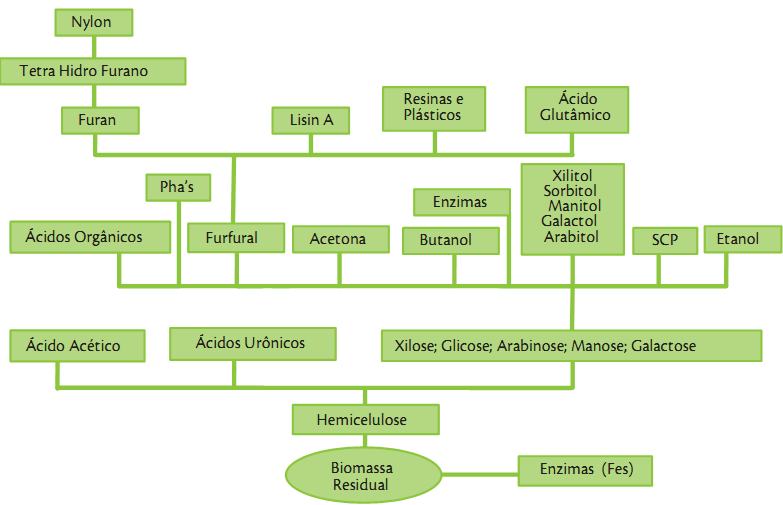 Nylon
Tetra Hidro Furano
Furan
Lisin A
Resinas e
Plásticos
Ácido
Glutâmico
Pha's
Enzimas
Xilitol
Sorbitol
Manitol
Galactol
Arabitol
Ácidos Orgânicos
Furfural
Acetona
Butanol
SCP
Etanol
Ácido Acético
Ácidos Urônicos
Xilose; Glicose; Arabinose; Manose; Galactose
Hemicelulose
Biomassa
Residual
Enzimas (Fes)